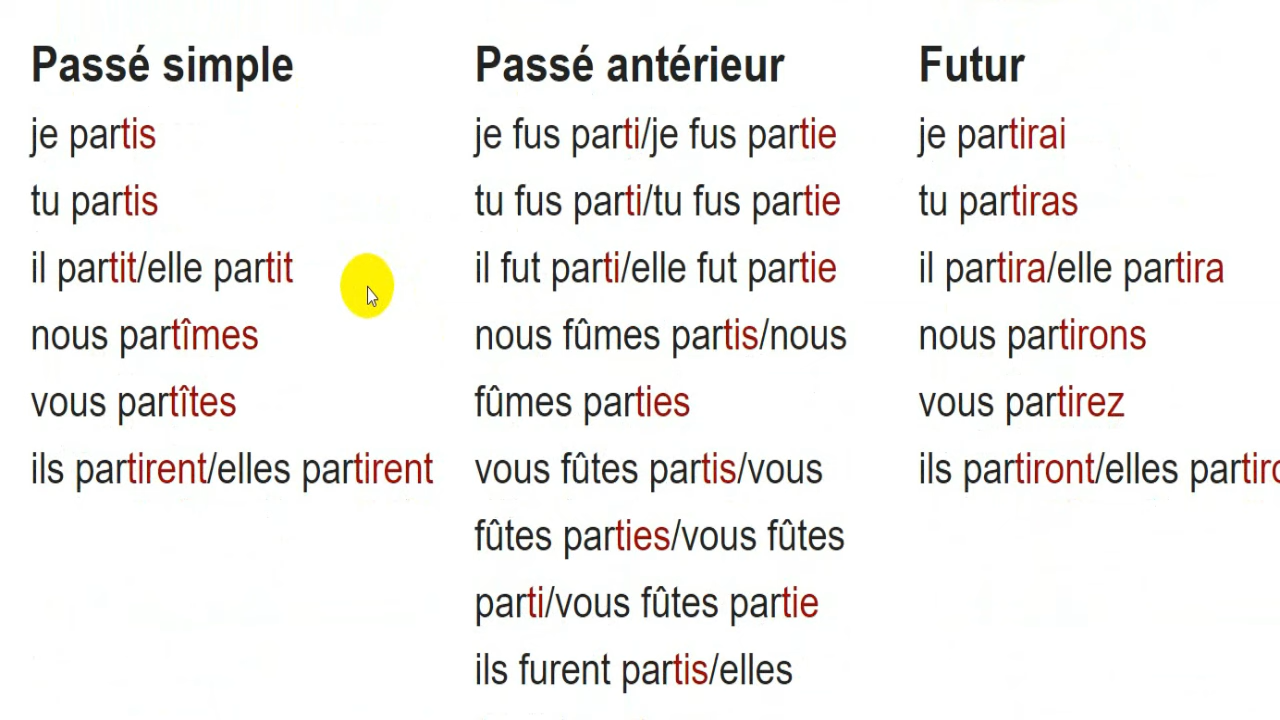 Passé simple
je partis
tu partis
il partit/elle partit
nous partîmes
vous partîtes
ils partirent/elles partirent
Passé antérieur
je fus parti/je fus partie
tu fus parti/tu fus partie
il fut parti/elle fut partie
nous fûmes partis/nous
fûmes parties
vous fûtes partis/vous
fûtes parties/vous fûtes
parti/vous fûtes partie
ils furent partis/elles
Futur
je partirai
tu partiras
il partira/elle partira
nous partirons
vous partirez
ils partiront/elles